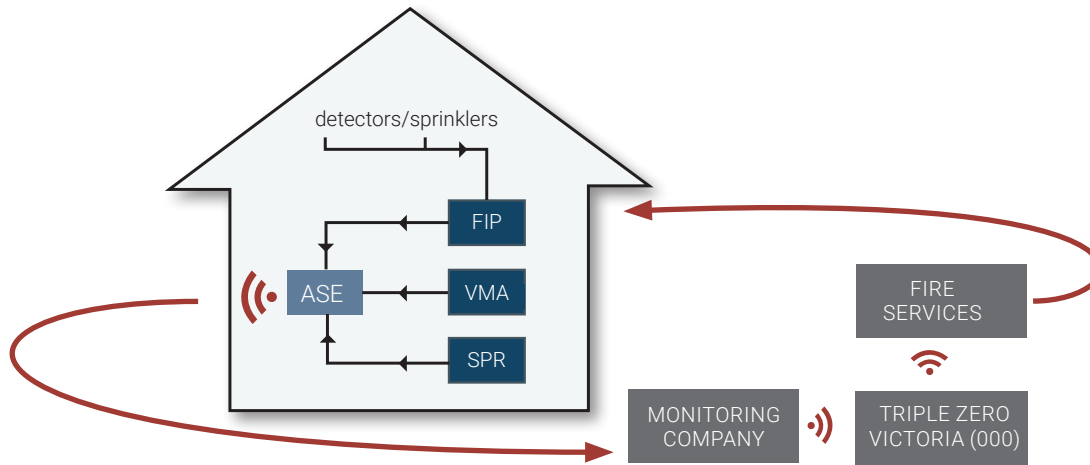 detectors/sprinklers
FIP
ASE
VMA
SPR
FIRE
SERVICES
MONITORING
COMPANY
TRIPLE ZERO
VICTORIA (000)